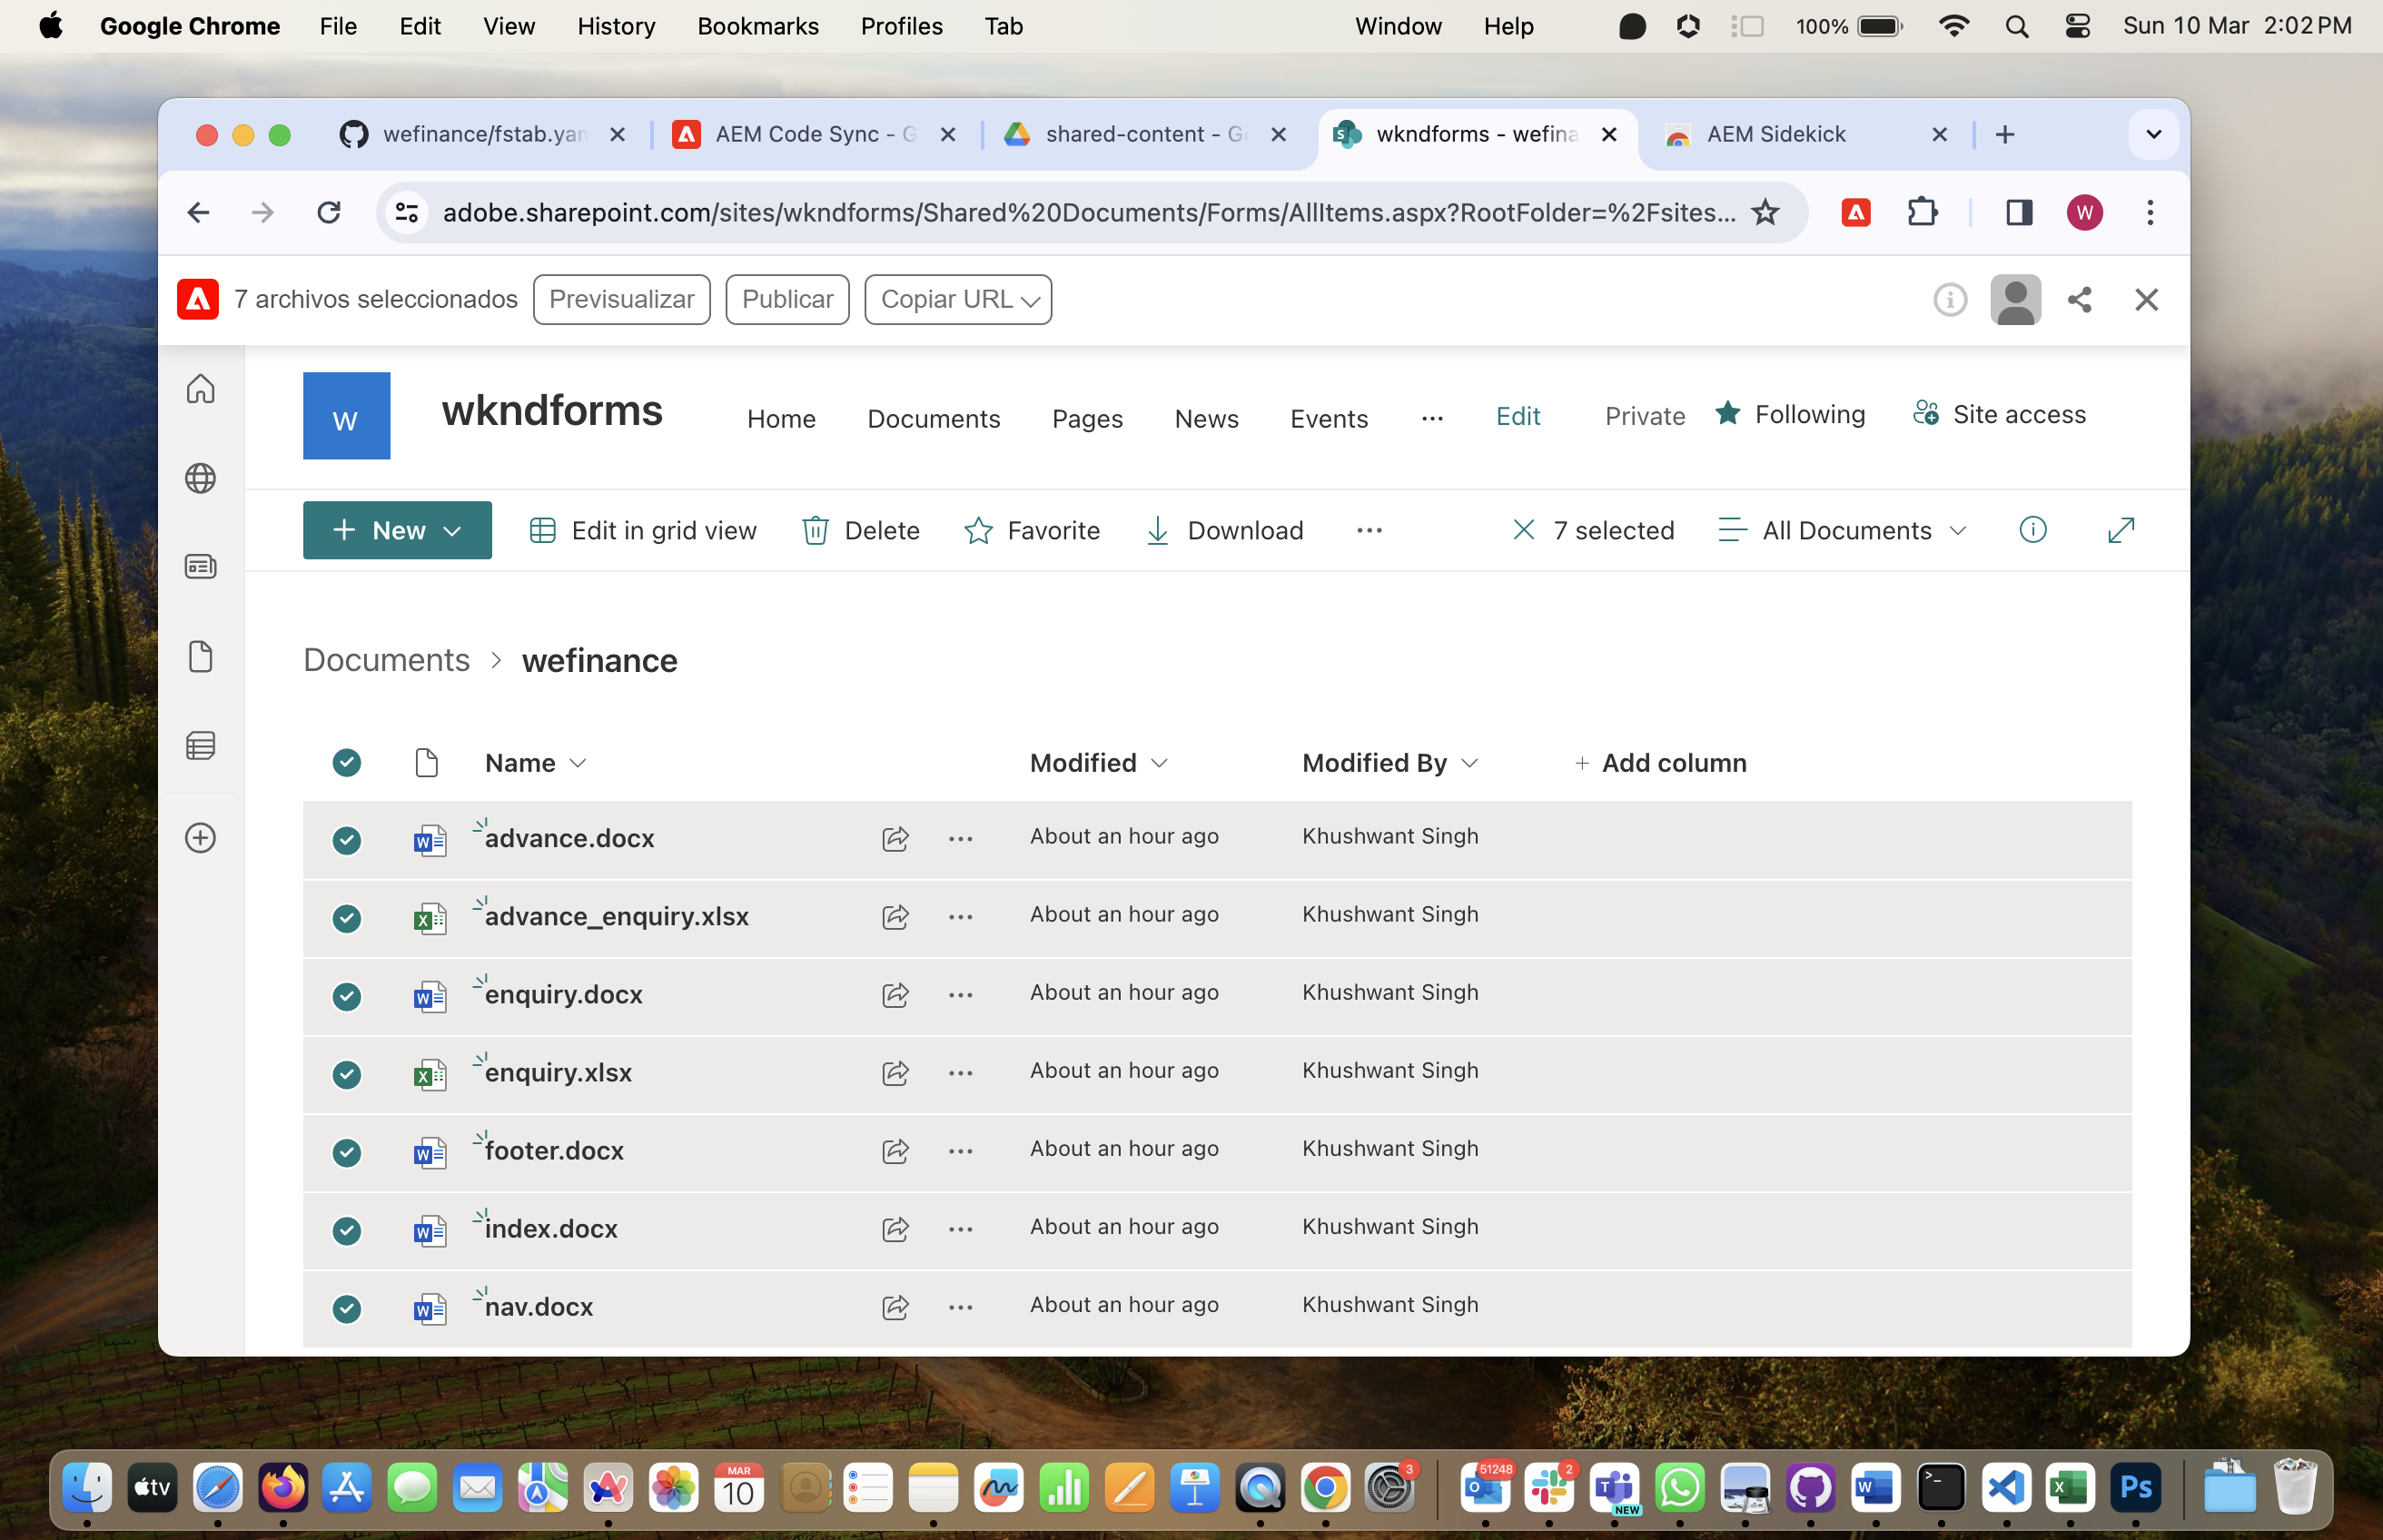 Google Chrome File Edit View History Bookmarks Profiles Tab Window Help 100% Sun 10 Mar 2:02 PM
wefinance/fstab.yan AEM Code Sync - G shared-content - Go wkndforms - wefina AEM Sidekick
adobe.sharepoint.com/sites/wkndforms/Shared%20Documents/Forms/AllItems.aspx?RootFolder=%2Fsites... W
7 archivos seleccionados Previsualizar Publicar Copiar URL
W wkndforms Home Documents Pages News Events ... Edit Private Following Site access
+ New Edit in grid view Delete Favorite Download ... 7 selected All Documents
Documents > wefinance
Name Modified Modified By + Add column
advance.docx ... About an hour ago Khushwant Singh
advance_enquiry.xlsx ... About an hour ago Khushwant Singh
enquiry.docx ... About an hour ago Khushwant Singh
enquiry.xlsx ... About an hour ago Khushwant Singh
footer.docx ... About an hour ago Khushwant Singh
index.docx ... About an hour ago Khushwant Singh
nav.docx ... About an hour ago Khushwant Singh
tv MAR 10 3 51248 2 NEW Ps